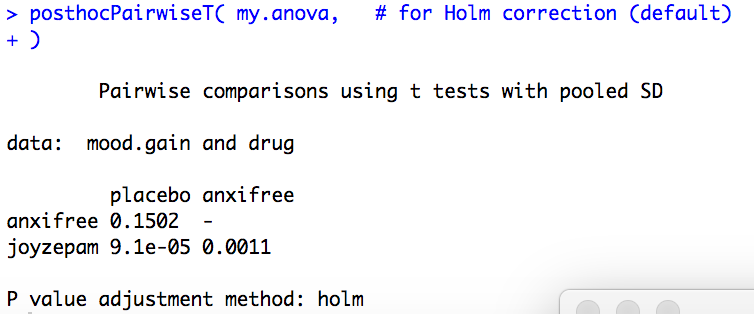 > posthocPairwiseT( my.anova,   # for Holm correction (default)
+ )
Pairwise comparisons using t tests with pooled SD
data:  mood.gain and drug
placebo anxifree
anxifree 0.1502  -
joyzepam 9.1e-05 0.0011
P value adjustment method: holm